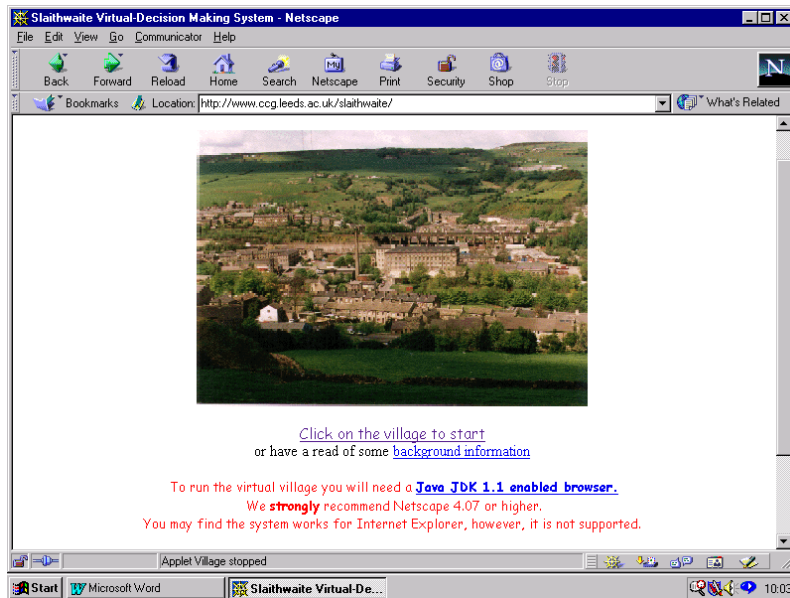 Slaithwaite Virtual-Decision Making System - Netscape
File Edit View Go Communicator Help
Back Forward Reload Home Search Netscape Print Security Shop Stop
Bookmarks Location: http://www.ccg.leeds.ac.uk/slaithwaite/ What's Related
Click on the village to start
or have a read of some background information
To run the virtual village you will need a Java JDK 1.1 enabled browser.
We strongly recommend Netscape 4.07 or higher.
You may find the system works for Internet Explorer, however, it is not supported.
Applet Village stopped
Start Microsoft Word Slaithwaite Virtual-De... 10:03